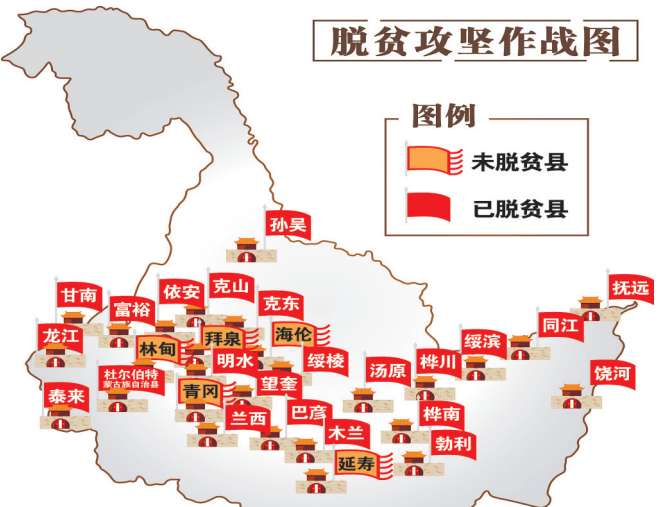 脱贫攻坚作战图
图例
未脱贫县
已脱贫县
孙吴
抚远
甘南
富裕
依安
克山
克东
龙江
林甸
拜泉
海伦
绥滨
同江
杜尔伯特
蒙古族自治县
明水
绥棱
汤原
桦川
饶河
泰来
青冈
望奎
兰西
巴彦
木兰
桦南
勃利
延寿